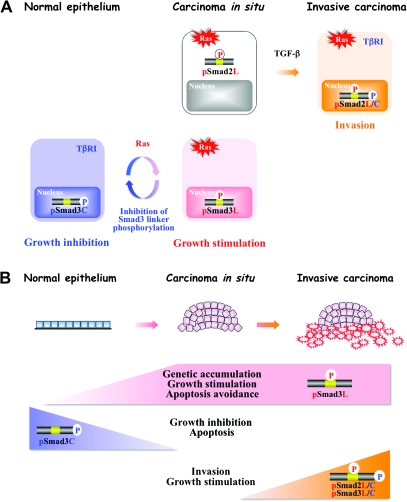 Normal epithelium
Carcinoma in situ
Invasive carcinoma
A
Ras
P
pSmad2L
Nucleus
TGF-β
Ras
TβRI
Nucleus
P
P
pSmad2L/C
Invasion
TβRI
Nucleus
P
pSmad3C
Growth inhibition
Ras
Inhibition of
Smad3 linker
phosphorylation
Ras
Nucleus
P
pSmad3L
Growth stimulation
B
Normal epithelium
Carcinoma in situ
Invasive carcinoma
Genetic accumulation
Growth stimulation
Apoptosis avoidance
P
pSmad3L
P
pSmad3C
Growth inhibition
Apoptosis
Invasion
Growth stimulation
P
P
pSmad2L/C
pSmad3L/C